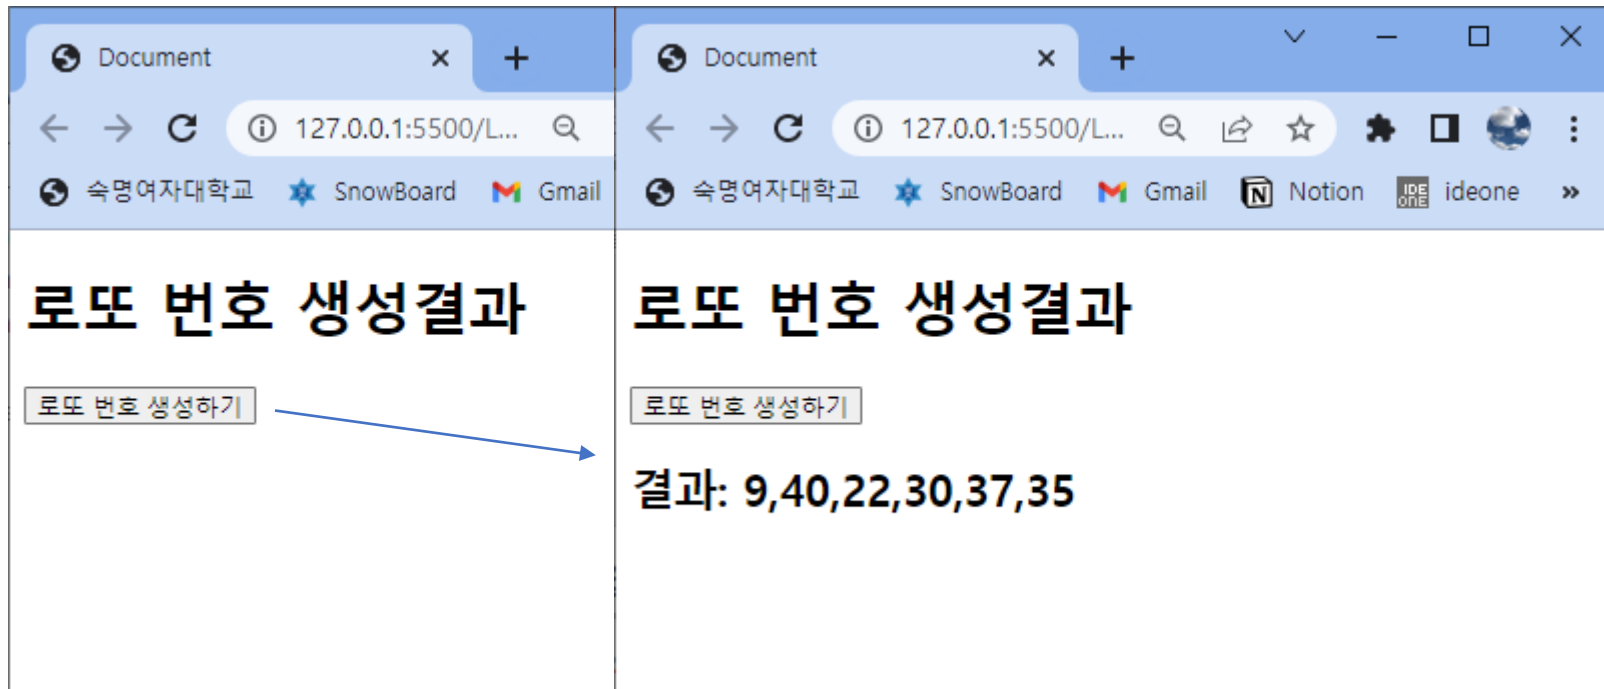 Document
127.0.0.1:5500/L...
숙명여자대학교 SnowBoard Gmail
로또 번호 생성결과
로또 번호 생성하기
Document
127.0.0.1:5500/L...
숙명여자대학교 SnowBoard Gmail Notion IDE ONE ideone
로또 번호 생성결과
로또 번호 생성하기
결과: 9,40,22,30,37,35